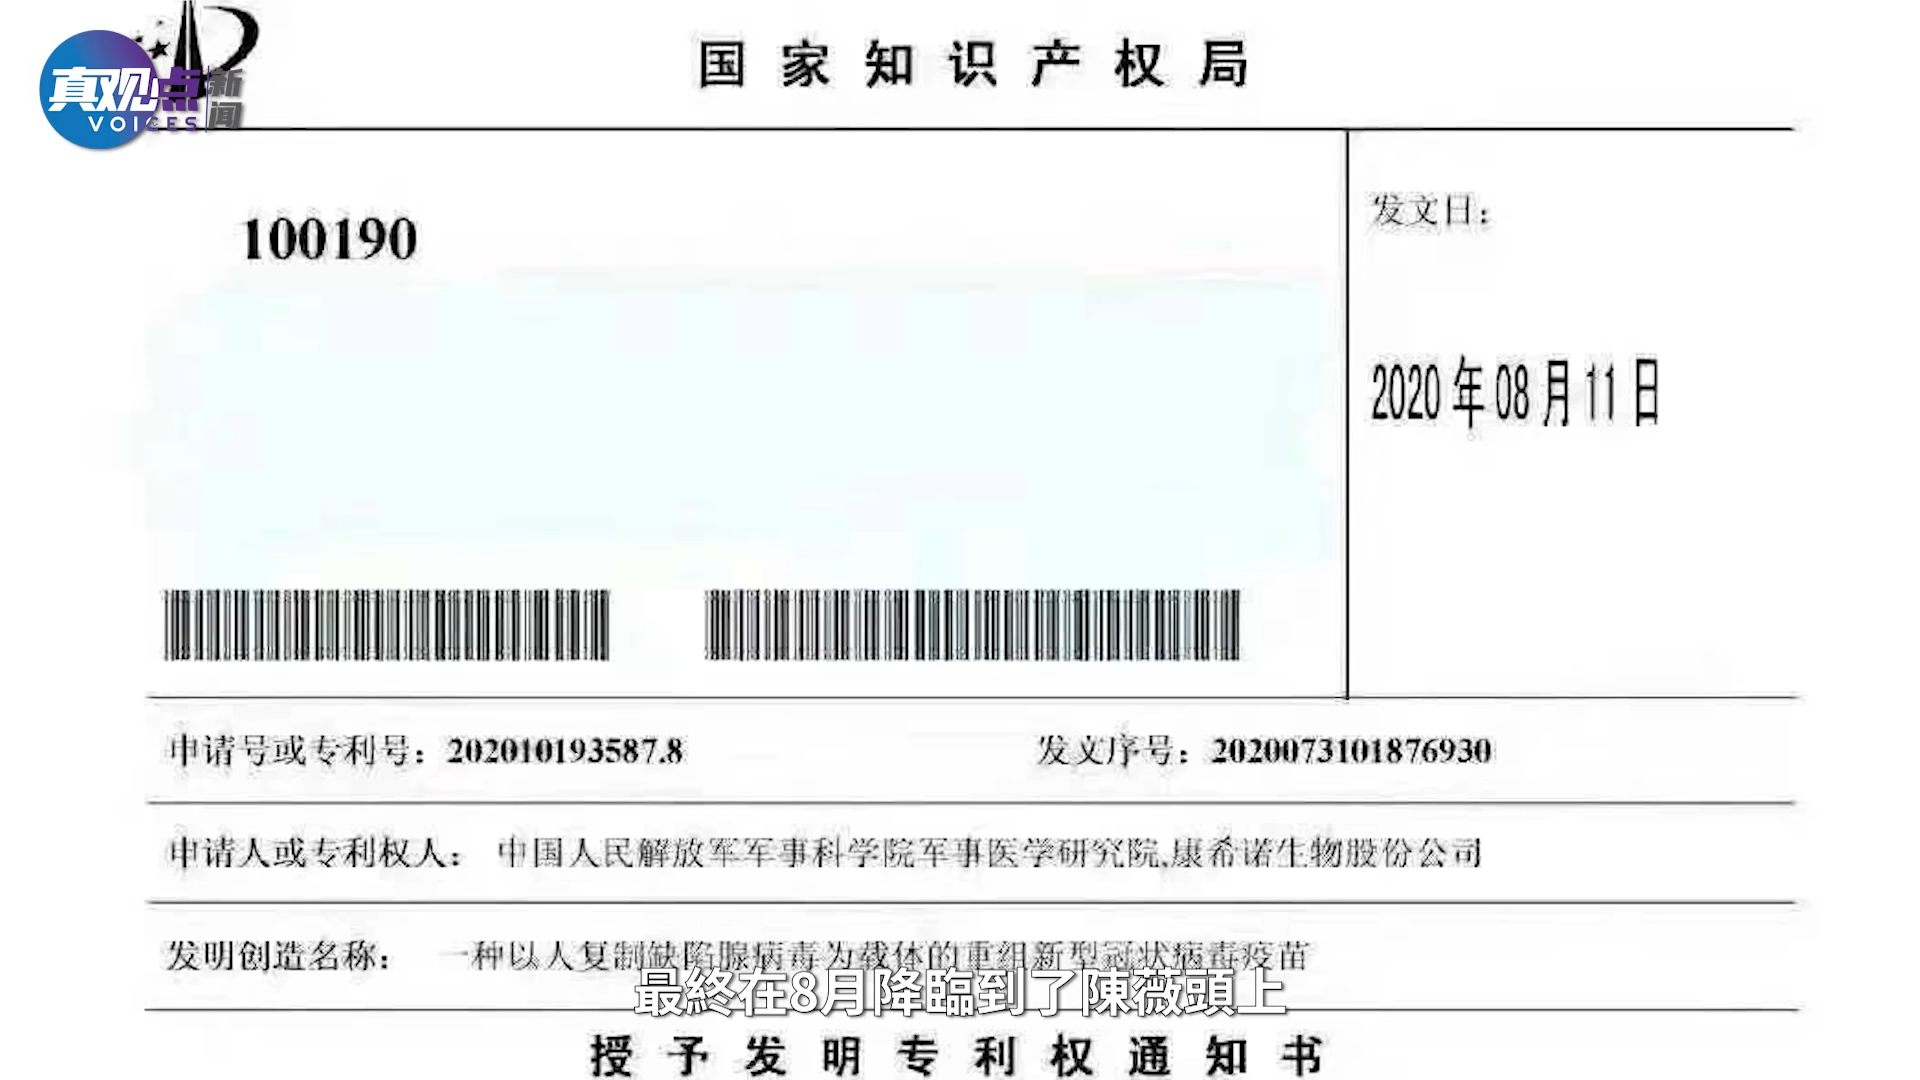 国家知识产权局
真观点新闻
VOICES
100190
发文日：
2020年08月11日
申请号或专利号：202010193587.8
发文序号：2020073101876930
申请人或专利权人：中国人民解放军军事科学院军事医学研究院,康希诺生物股份公司
发明创造名称：一种以人复制缺陷腺病毒为载体的重组新型冠状病毒疫苗
最終在8月降臨到了陳薇頭上
授予发明专利权通知书